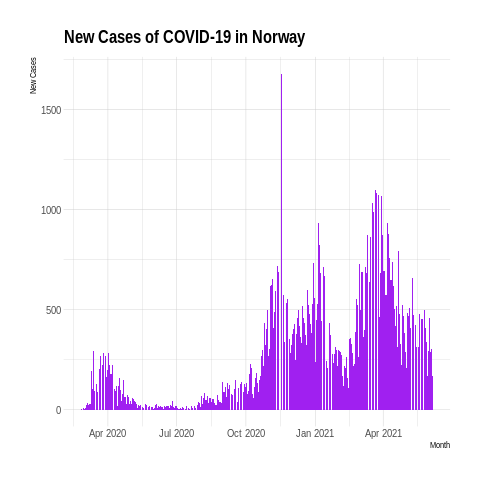 New Cases of COVID-19 in Norway
New Cases
1500
1000
500
0
Apr 2020 Jul 2020 Oct 2020 Jan 2021 Apr 2021
Month